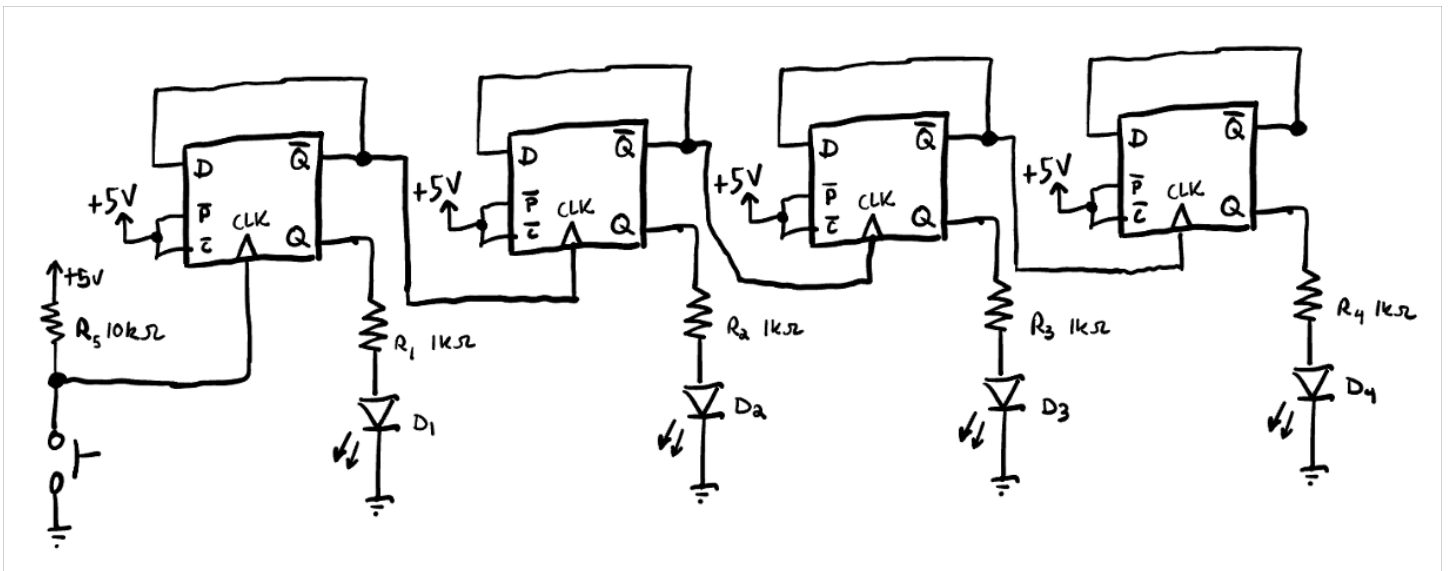 D Q̅
+5V P̅ CLK
C̅ Q
+5V
R5 10kΩ
R1 1kΩ
D1
D Q̅
+5V P̅ CLK
C̅ Q
R2 1kΩ
D2
D Q̅
+5V P̅ CLK
C̅ Q
R3 1kΩ
D3
D Q̅
+5V P̅ CLK
C̅ Q
R4 1kΩ
D4